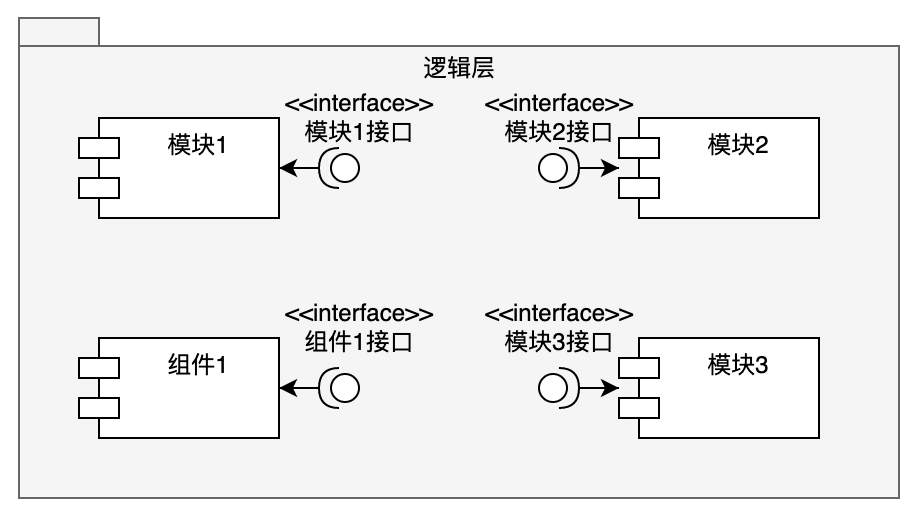 逻辑层
<<interface>>
模块1接口
<<interface>>
模块2接口
模块1
模块2
<<interface>>
组件1接口
<<interface>>
模块3接口
组件1
模块3